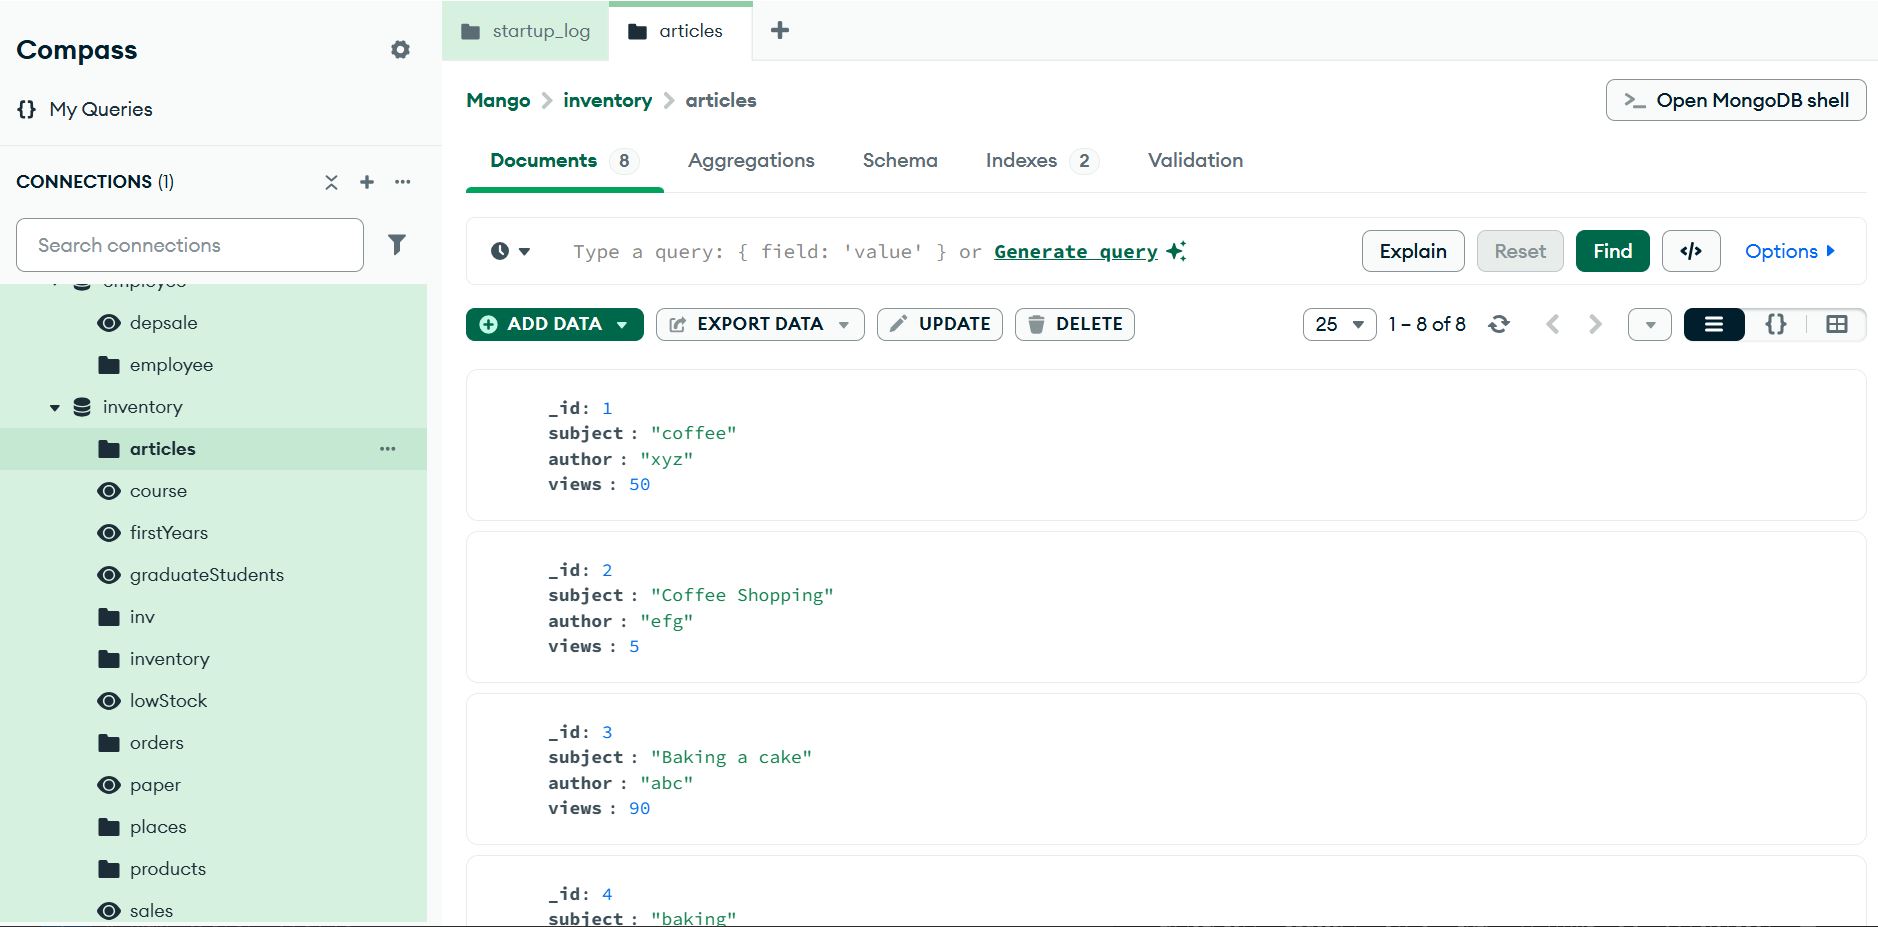 Compass
{} My Queries
CONNECTIONS (1)
Search connections
employee
depsale
employee
inventory
articles
course
firstYears
graduateStudents
inv
inventory
lowStock
orders
paper
places
products
sales
startup_log
articles
Mango > inventory > articles
>_ Open MongoDB shell
Documents 8 Aggregations Schema Indexes 2 Validation
Type a query: { field: 'value' } or Generate query
Explain Reset Find </> Options
ADD DATA EXPORT DATA UPDATE DELETE 25 1 – 8 of 8 {}
_id: 1
subject : "coffee"
author : "xyz"
views : 50
_id: 2
subject : "Coffee Shopping"
author : "efg"
views : 5
_id: 3
subject : "Baking a cake"
author : "abc"
views : 90
_id: 4
subject : "baking"